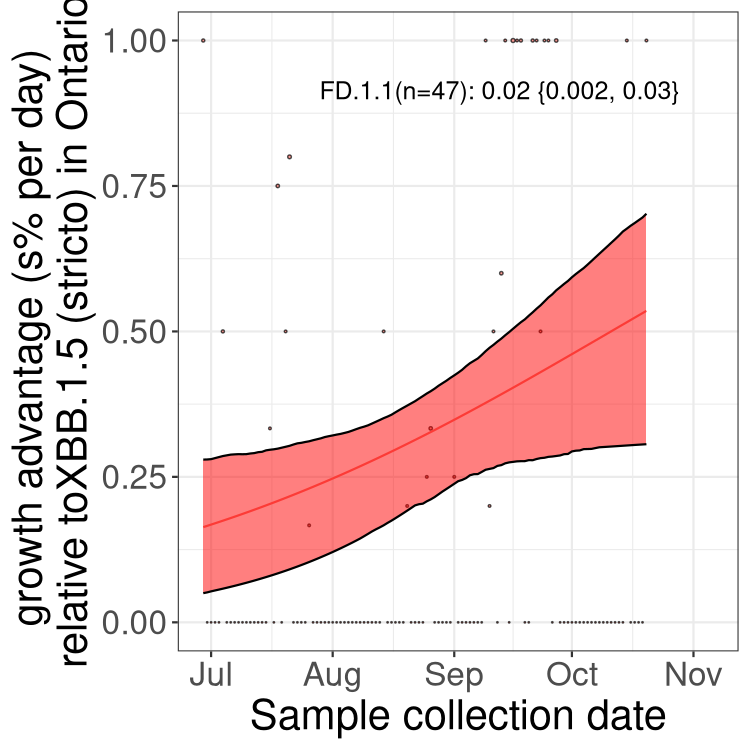 growth advantage (s% per day)
relative toXBB.1.5 (stricto) in Ontario
1.00
0.75
0.50
0.25
0.00
FD.1.1(n=47): 0.02 {0.002, 0.03}
Jul Aug Sep Oct Nov
Sample collection date